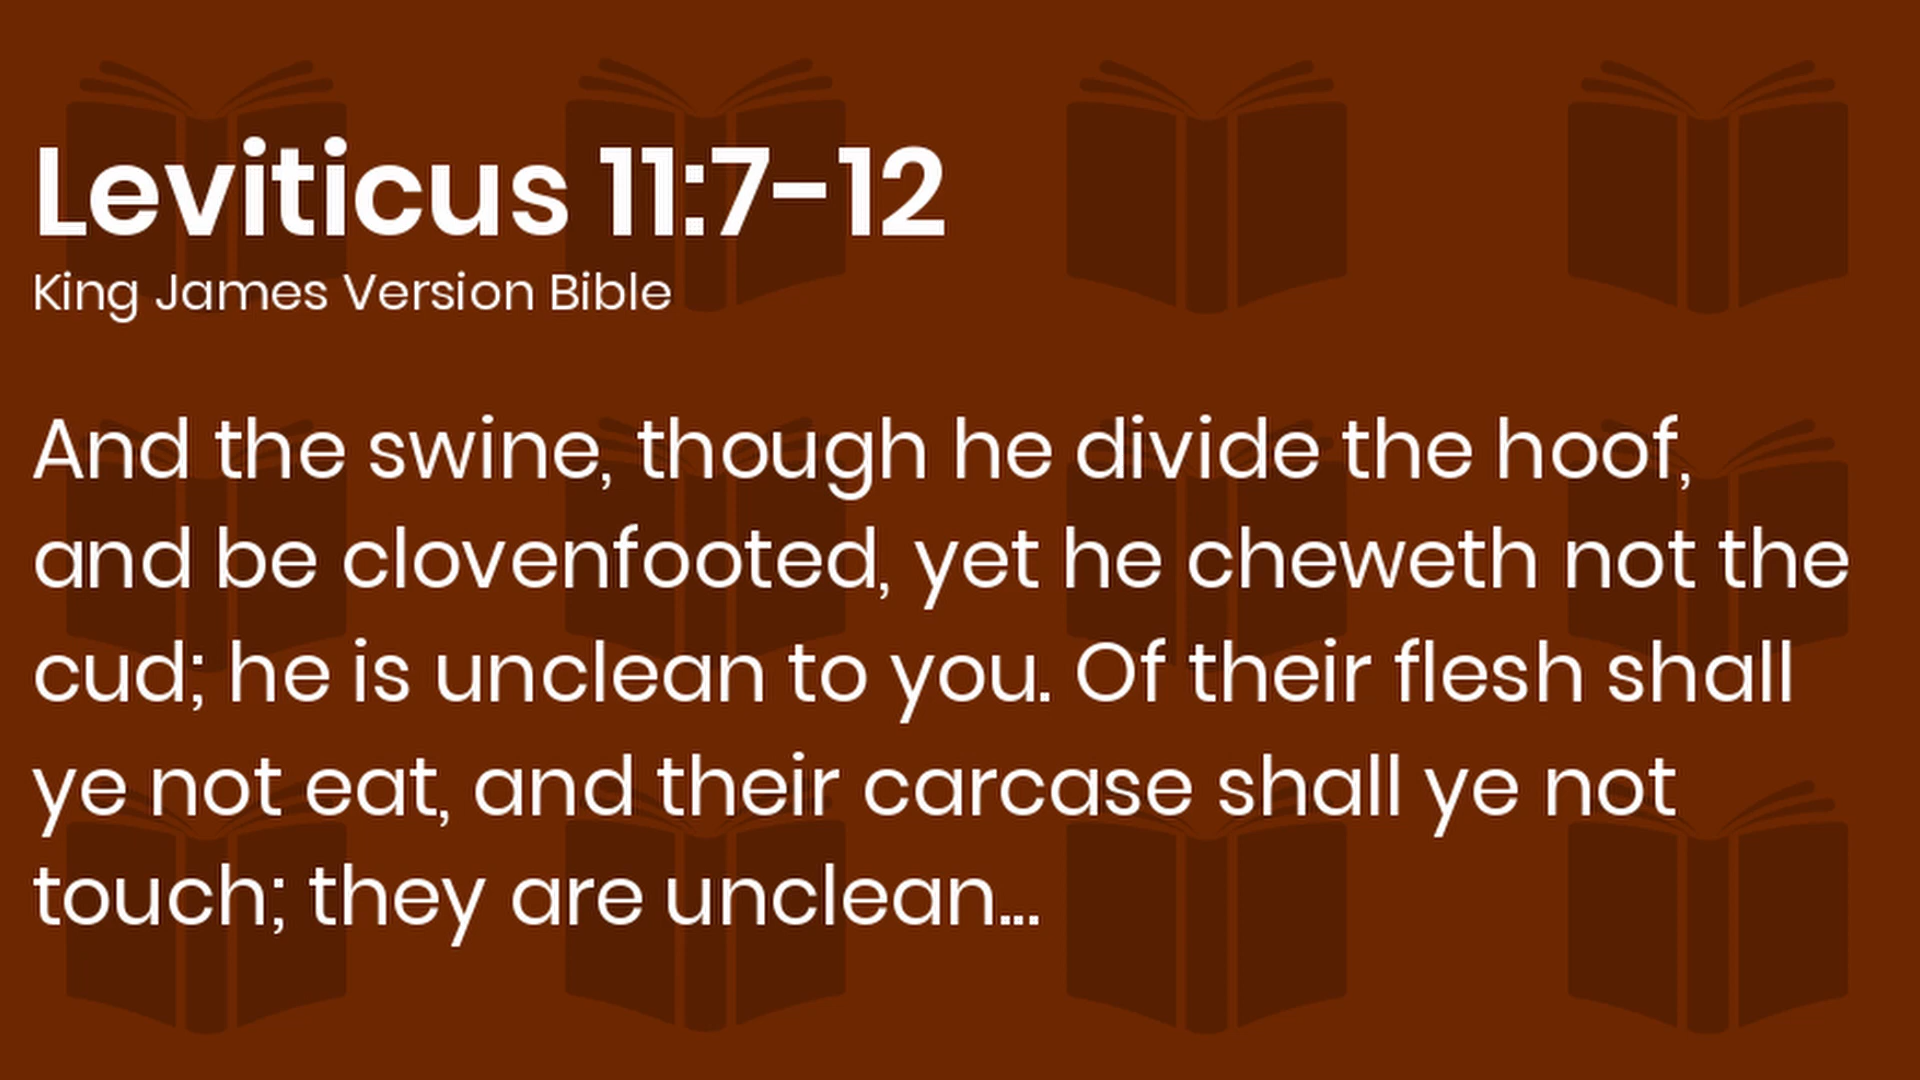 Leviticus 11:7-12
King James Version Bible
And the swine, though he divide the hoof,
and be clovenfooted, yet he cheweth not the
cud; he is unclean to you. Of their flesh shall
ye not eat, and their carcase shall ye not
touch; they are unclean...